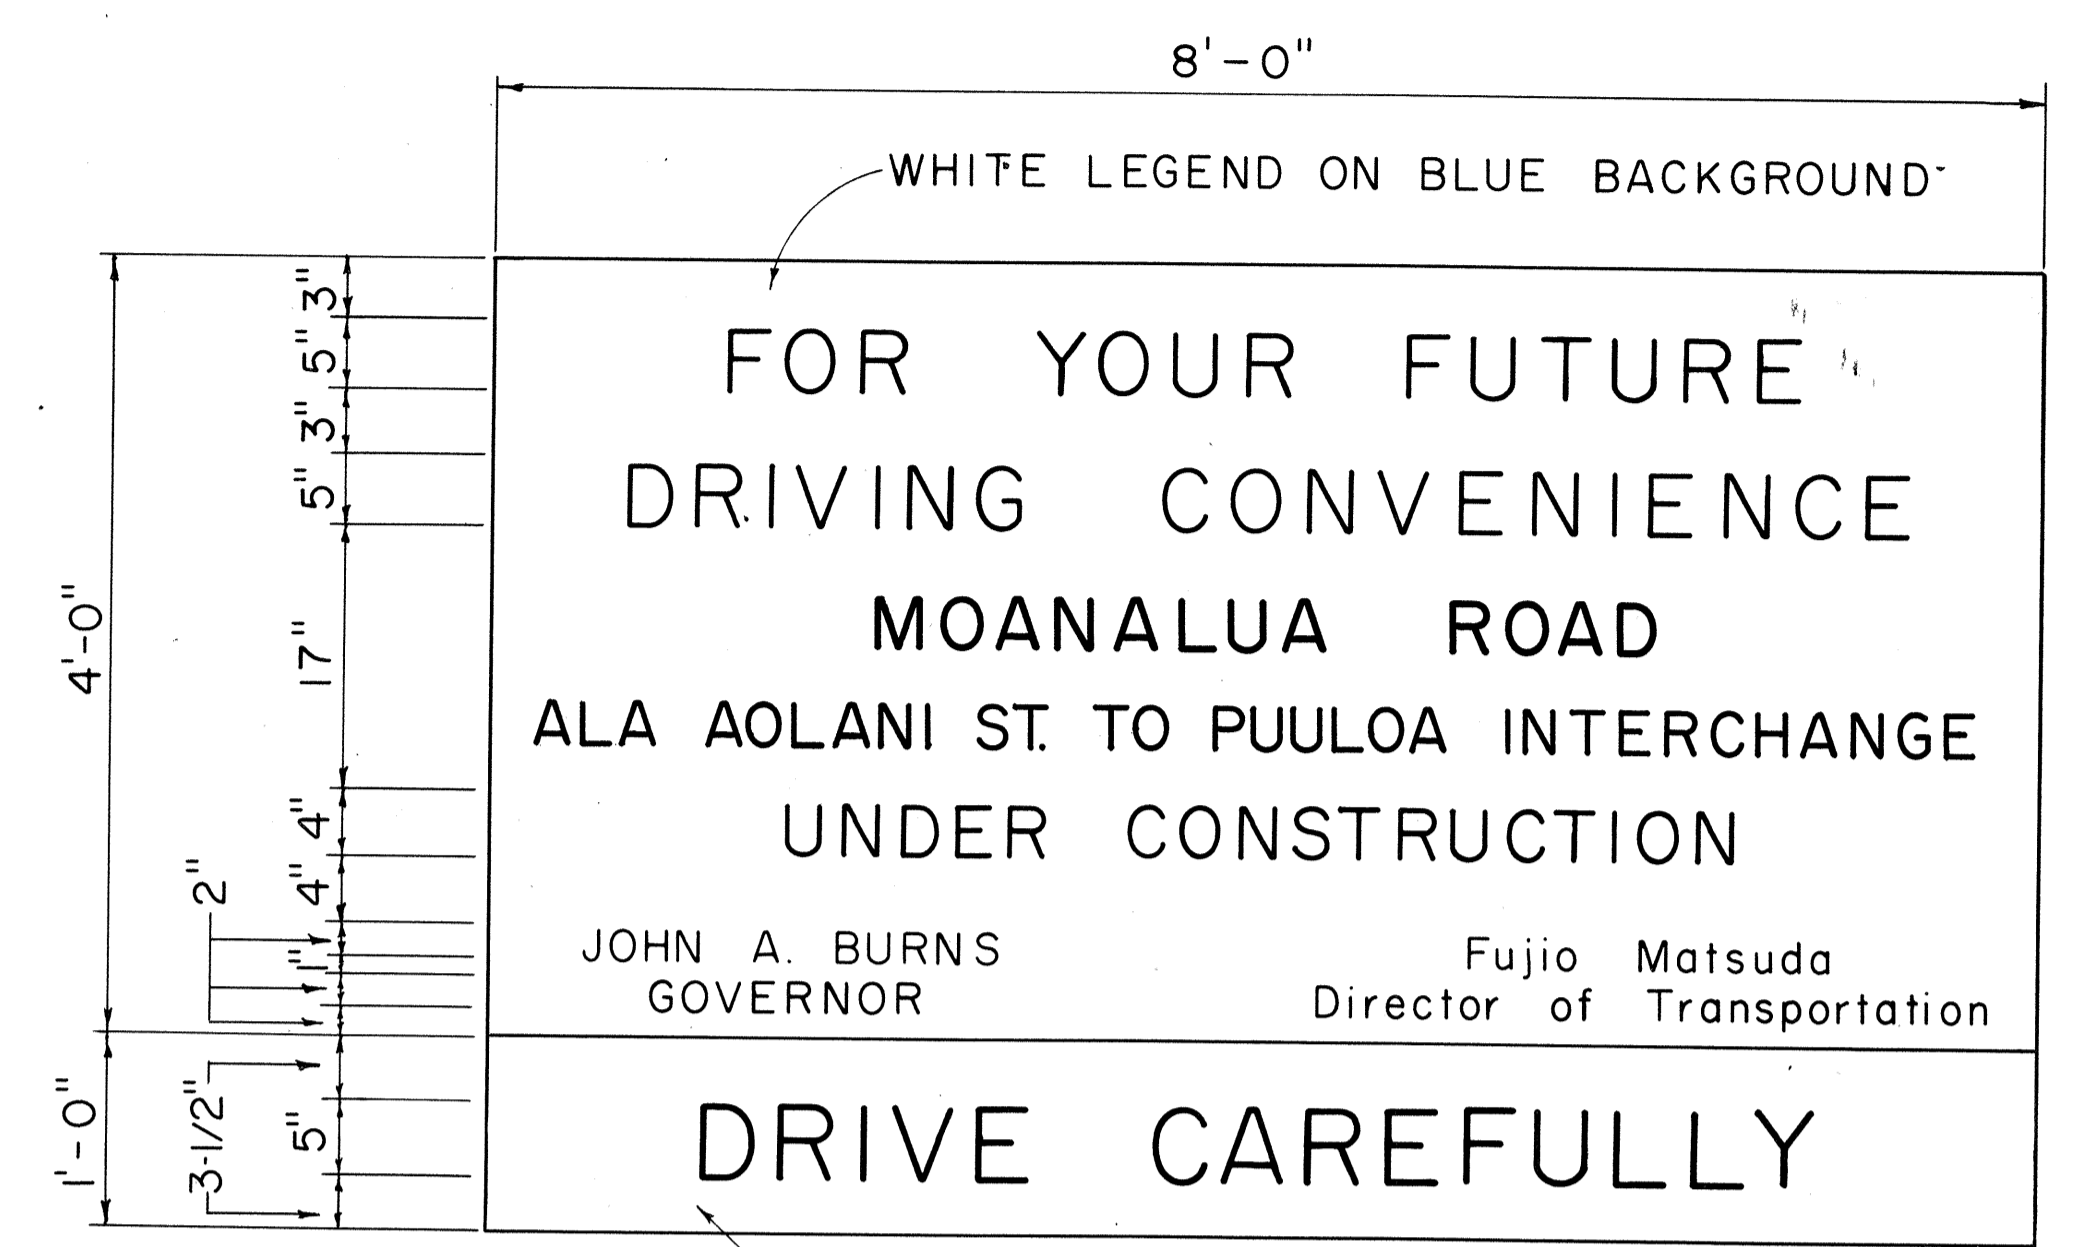 8'-0"
WHITE LEGEND ON BLUE BACKGROUND
3"
5"
3"
5"
17"
4"
4"
2"
1"
4'-0"
FOR YOUR FUTURE
DRIVING CONVENIENCE
MOANALUA ROAD
ALA AOLANI ST. TO PUULOA INTERCHANGE
UNDER CONSTRUCTION
JOHN A. BURNS
GOVERNOR
Fujio Matsuda
Director of Transportation
1'-0"
3-1/2"
5"
DRIVE CAREFULLY